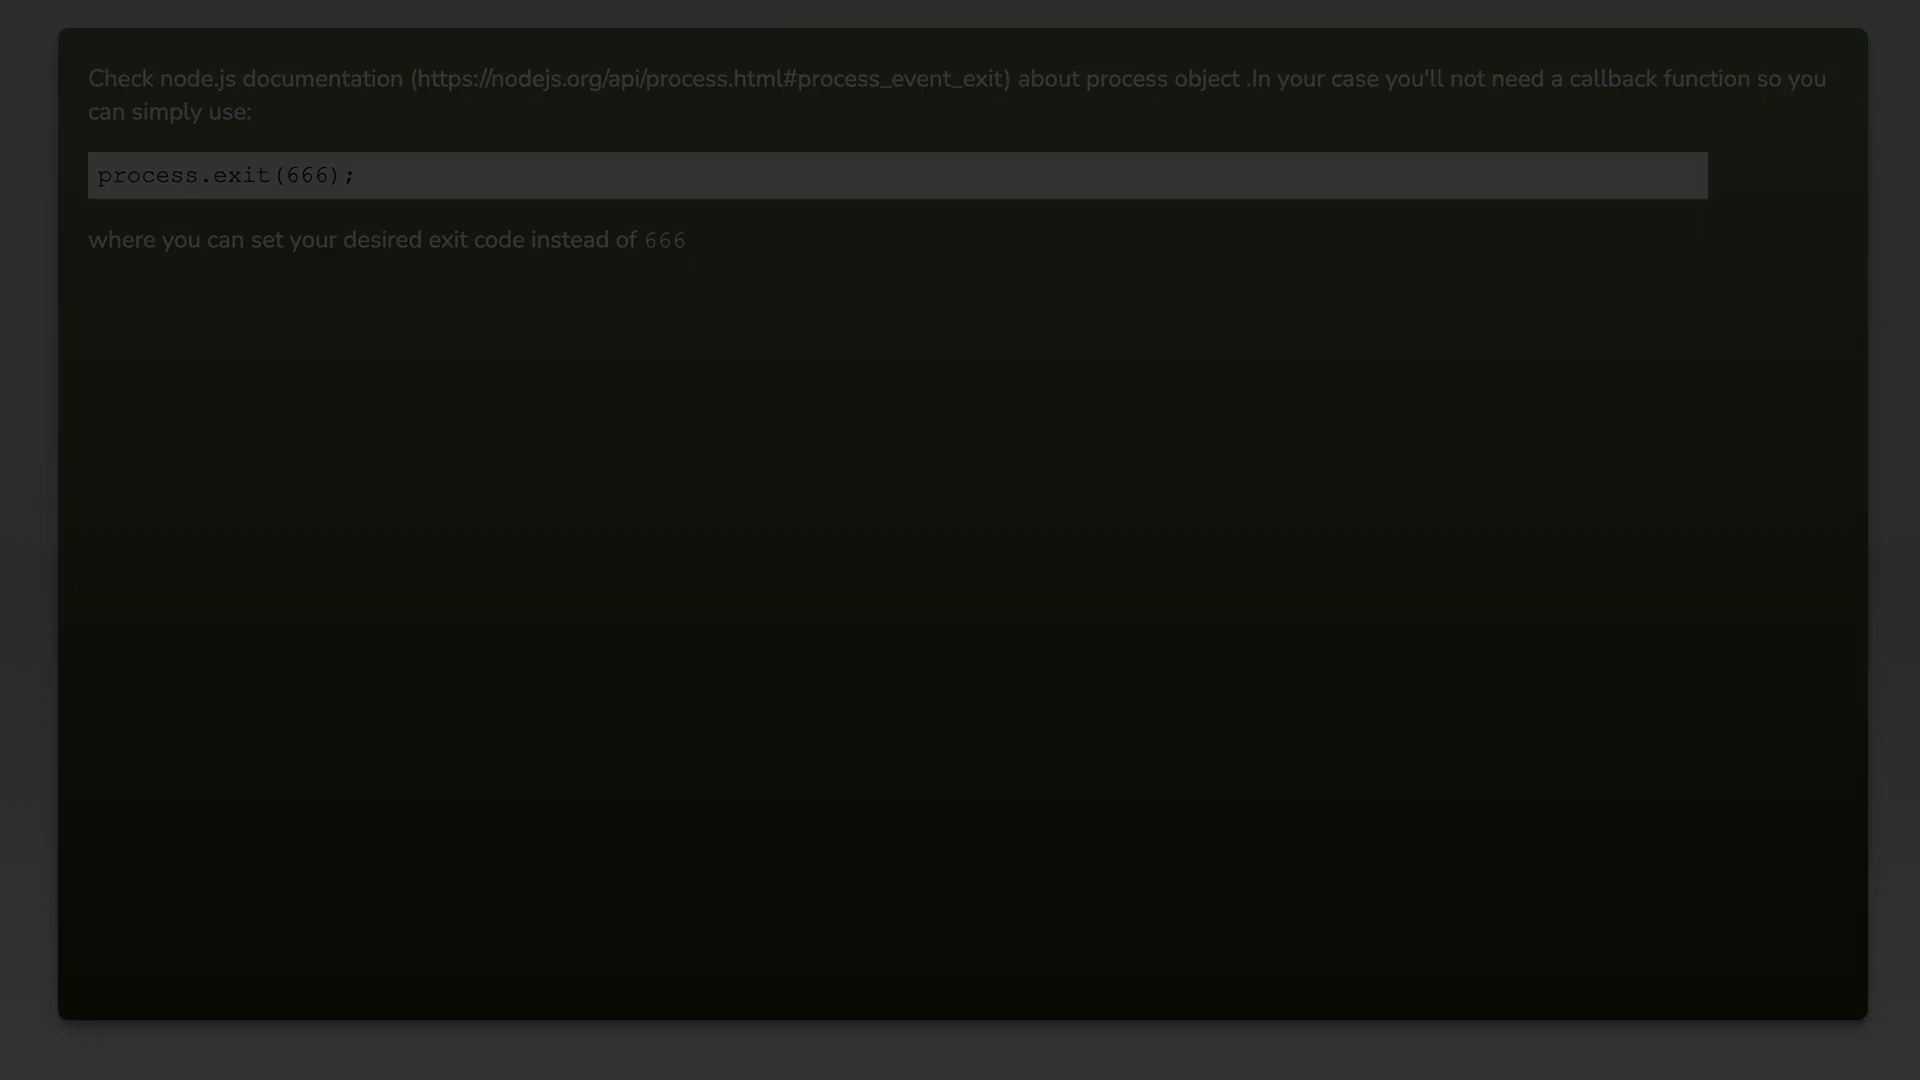 Check node.js documentation (https://nodejs.org/api/process.html#process_event_exit) about process object .In your case you'll not need a callback function so you
can simply use:
process.exit(666);
where you can set your desired exit code instead of 666